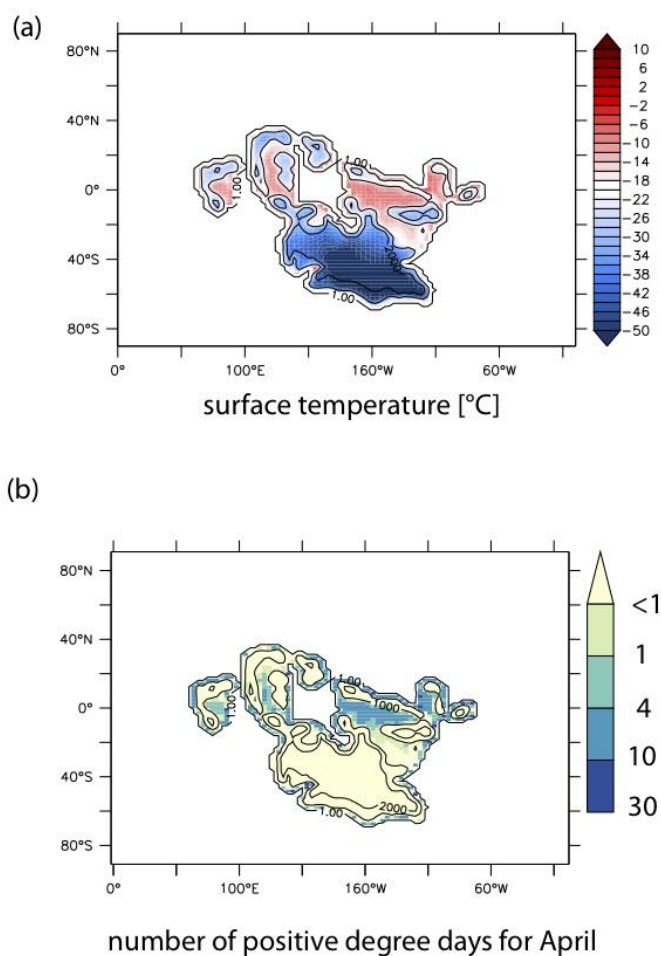 (a)
80°N
40°N
0°
40°S
80°S
0°
100°E
160°W
60°W
1.00
1.00
2000
1.00
10
6
2
-2
-6
-10
-14
-18
-22
-26
-30
-34
-38
-42
-46
-50
surface temperature [°C]
(b)
80°N
40°N
0°
40°S
80°S
0°
100°E
160°W
60°W
1.00
1.00
1000
2000
1.00
<1
1
4
10
30
number of positive degree days for April